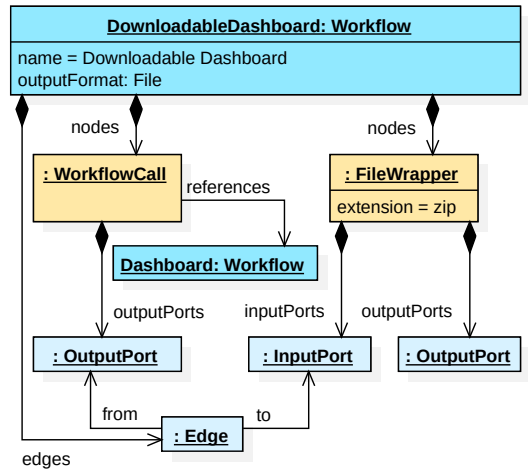 DownloadableDashboard: Workflow
name = Downloadable Dashboard
outputFormat: File
nodes
nodes
: WorkflowCall
: FileWrapper
references
extension = zip
Dashboard: Workflow
outputPorts
inputPorts
outputPorts
: OutputPort
: InputPort
: OutputPort
from
to
: Edge
edges